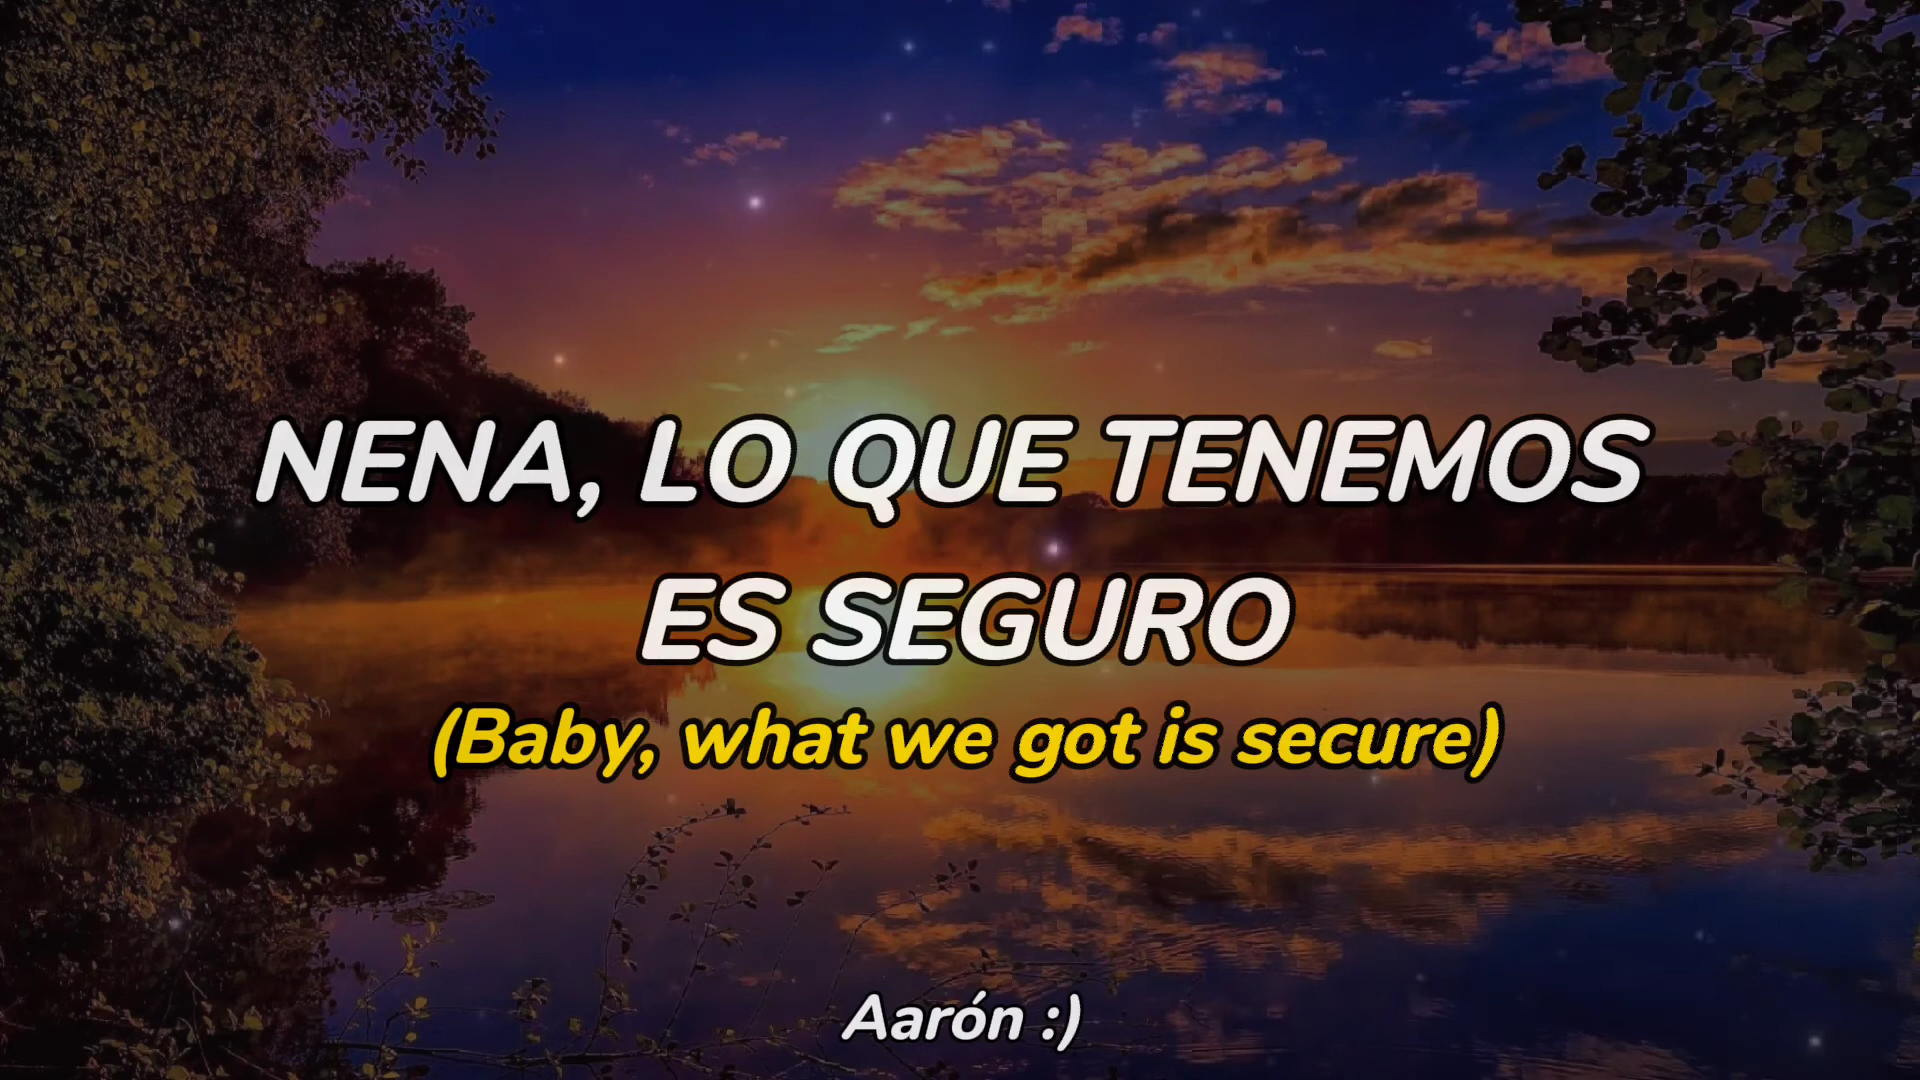 NENA, LO QUE TENEMOS
ES SEGURO
(Baby, what we got is secure)
Aarón :)